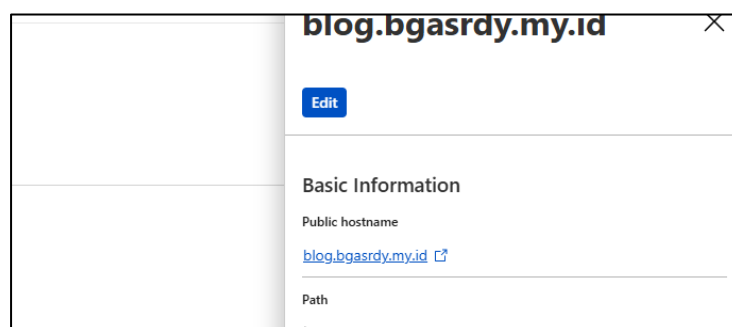 blog.bgasrdy.my.id
Edit
Basic Information
Public hostname
blog.bgasrdy.my.id
Path